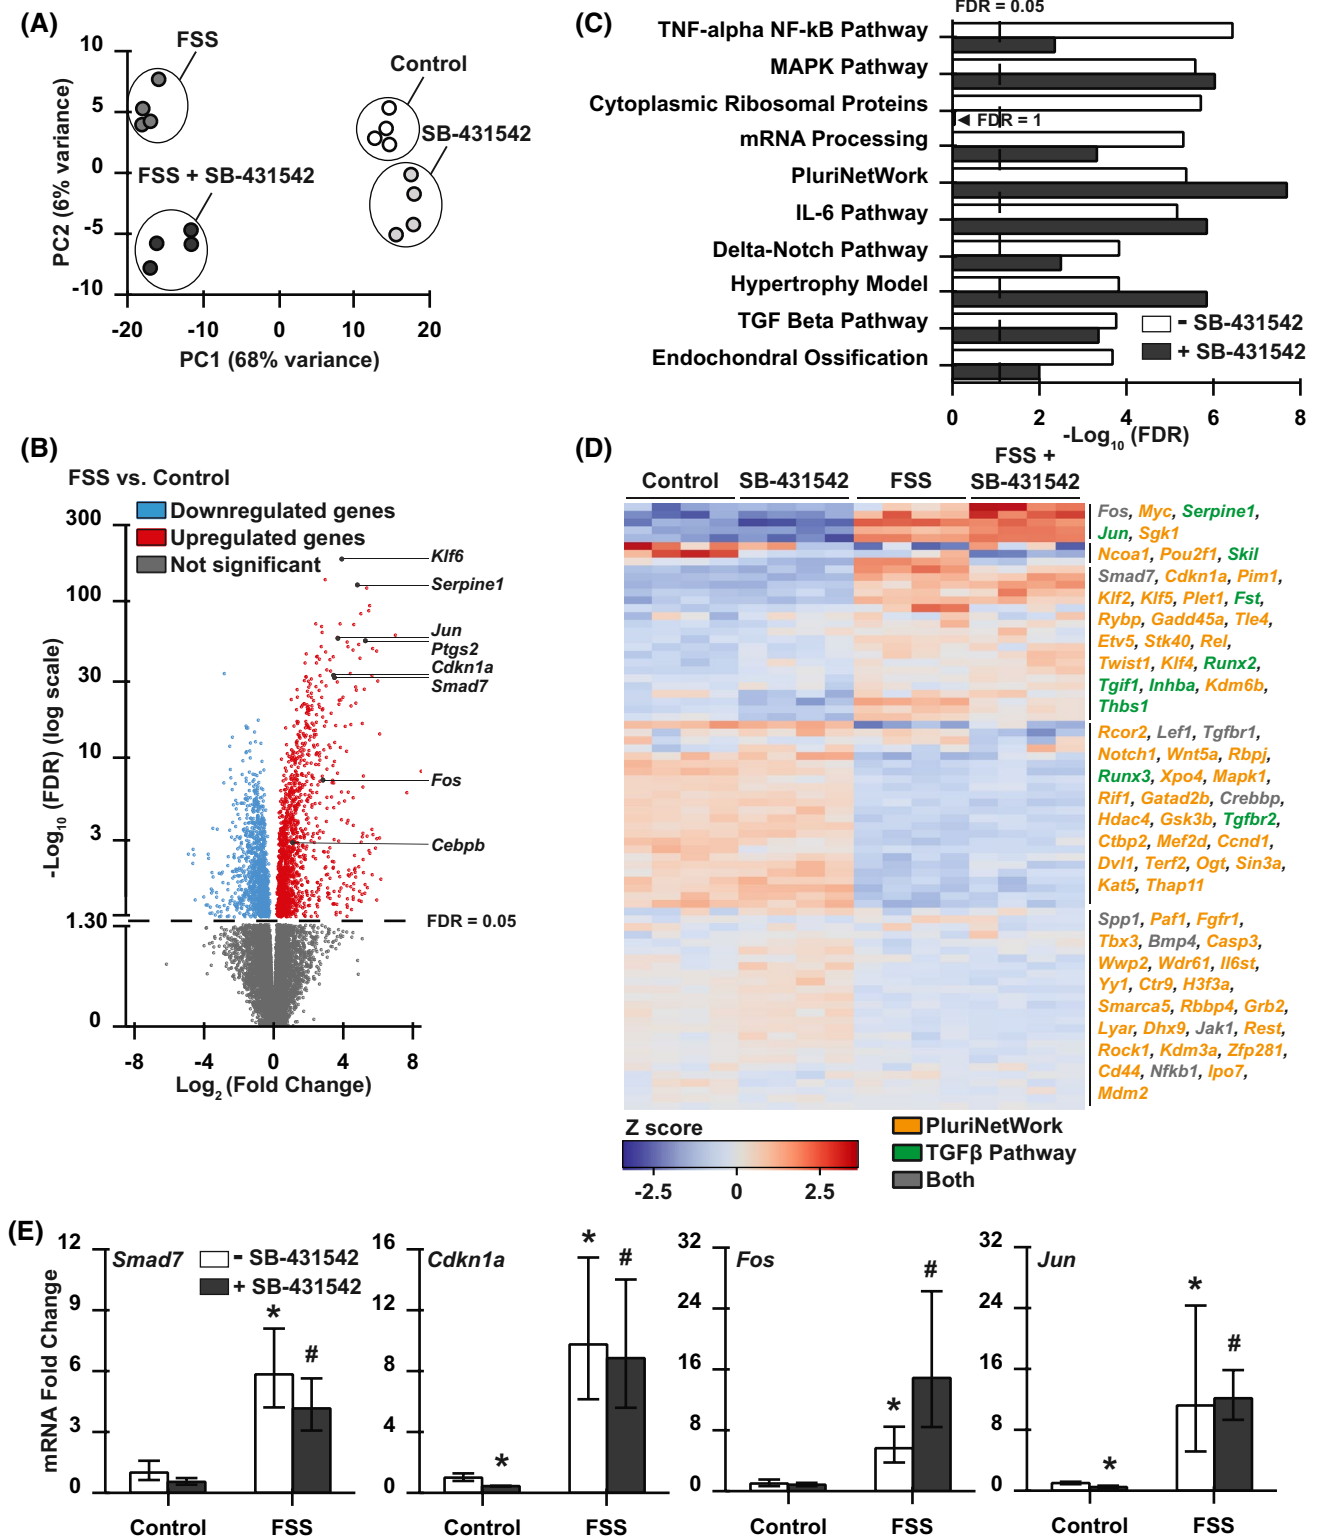 (A)
10
5
0
-5
-10
PC2 (6% variance)
FSS
Control
SB-431542
FSS + SB-431542
-20
-10
0
10
20
PC1 (68% variance)
(C)
FDR = 0.05
TNF-alpha NF-kB Pathway
MAPK Pathway
Cytoplasmic Ribosomal Proteins
FDR = 1
mRNA Processing
PluriNetWork
IL-6 Pathway
Delta-Notch Pathway
Hypertrophy Model
TGF Beta Pathway
Endochondral Ossification
- SB-431542
+ SB-431542
0
2
4
6
8
-Log10 (FDR)
(B)
FSS vs. Control
Downregulated genes
Upregulated genes
Not significant
300
100
30
10
3
1.30
0
-Log10 (FDR) (log scale)
Klf6
Serpine1
Jun
Ptgs2
Cdkn1a
Smad7
Fos
Cebpb
FDR = 0.05
-8
-4
0
4
8
Log2 (Fold Change)
(D)
Control
SB-431542
FSS
FSS +
SB-431542
Fos, Myc, Serpine1,
Jun, Sgk1
Ncoa1, Pou2f1, Skil
Smad7, Cdkn1a, Pim1,
Klf2, Klf5, Plet1, Fst,
Rybp, Gadd45a, Tle4,
Etv5, Stk40, Rel,
Twist1, Klf4, Runx2,
Tgif1, Inhba, Kdm6b,
Thbs1
Rcor2, Lef1, Tgfbr1,
Notch1, Wnt5a, Rbpj,
Runx3, Xpo4, Mapk1,
Rif1, Gatad2b, Crebbp,
Hdac4, Gsk3b, Tgfbr2,
Ctbp2, Mef2d, Ccnd1,
Dvl1, Terf2, Ogt, Sin3a,
Kat5, Thap11
Spp1, Paf1, Fgfr1,
Tbx3, Bmp4, Casp3,
Wwp2, Wdr61, Il6st,
Yy1, Ctr9, H3f3a,
Smarca5, Rbbp4, Grb2,
Lyar, Dhx9, Jak1, Rest,
Rock1, Kdm3a, Zfp281,
Cd44, Nfkb1, Ipo7,
Mdm2
Z score
-2.5
0
2.5
PluriNetWork
TGFβ Pathway
Both
(E)
mRNA Fold Change
12
9
6
3
0
Smad7
- SB-431542
+ SB-431542
*
#
Control
FSS
16
12
8
4
0
Cdkn1a
*
*
#
Control
FSS
32
24
16
8
0
Fos
*
#
Control
FSS
32
24
16
8
0
Jun
*
*
#
Control
FSS